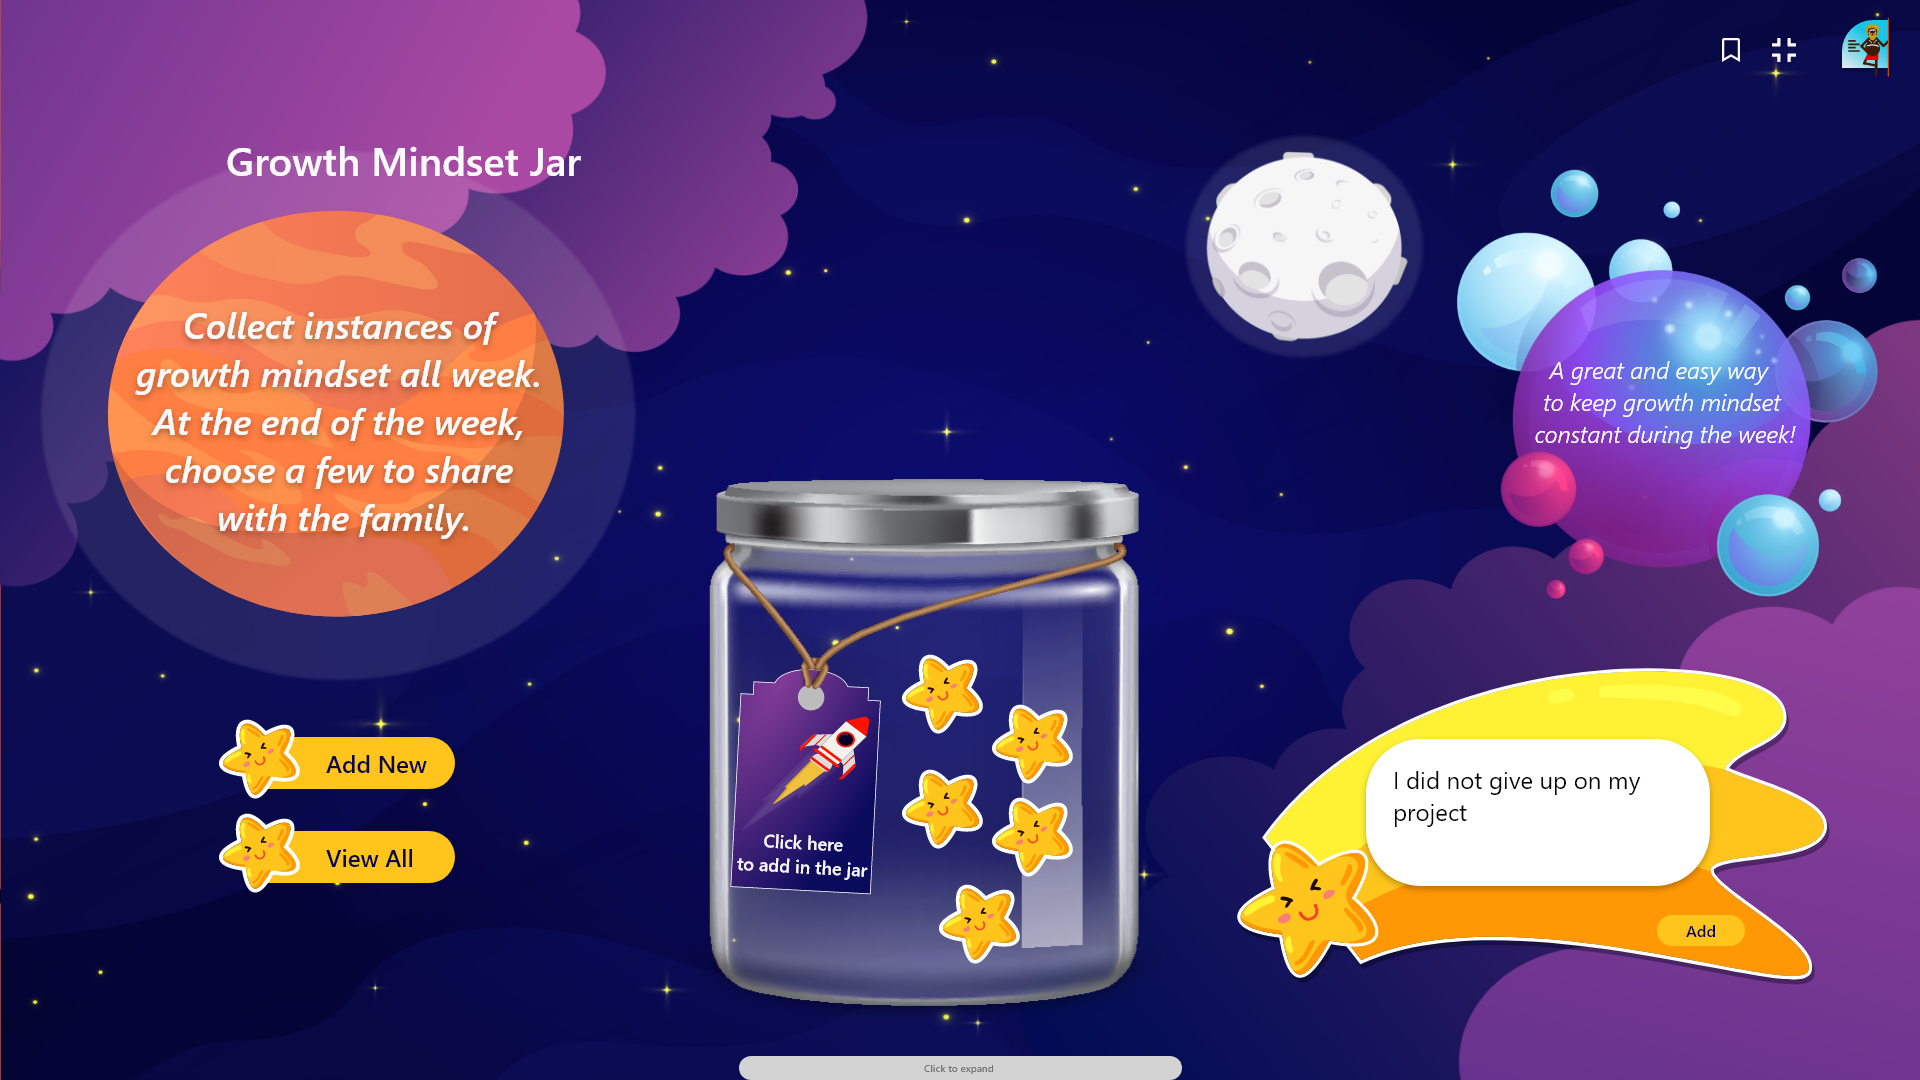 Growth Mindset Jar
Collect instances of
growth mindset all week.
At the end of the week,
choose a few to share
with the family.
A great and easy way
to keep growth mindset
constant during the week!
Add New
View All
Click here
to add in the jar
I did not give up on my
project
Add
Click to expand